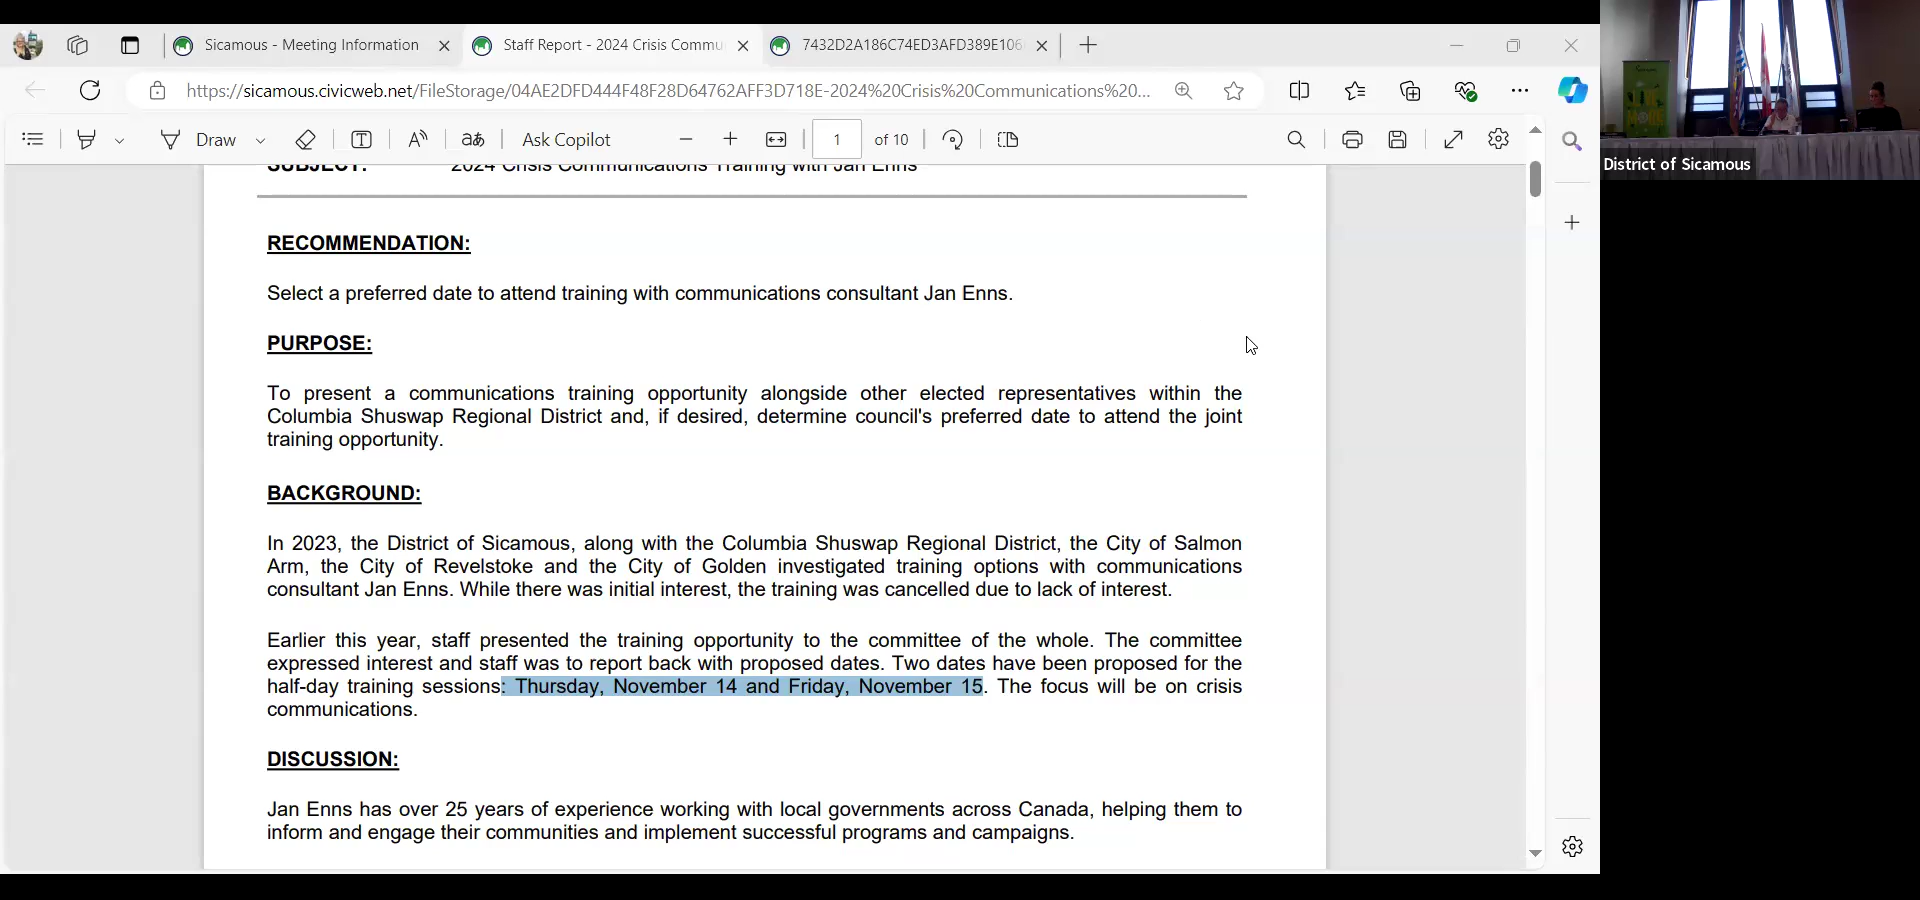 Sicamous - Meeting Information
Staff Report - 2024 Crisis Commu
7432D2A186C74ED3AFD389E106
https://sicamous.civicweb.net/FileStorage/04AE2DFD444F48F28D64762AFF3D718E-2024%20Crisis%20Communications%20...
Draw
Ask Copilot
1 of 10
SUBJECT: 2024 Crisis Communications Training with Jan Enns
RECOMMENDATION:
Select a preferred date to attend training with communications consultant Jan Enns.
PURPOSE:
To present a communications training opportunity alongside other elected representatives within the
Columbia Shuswap Regional District and, if desired, determine council's preferred date to attend the joint
training opportunity.
BACKGROUND:
In 2023, the District of Sicamous, along with the Columbia Shuswap Regional District, the City of Salmon
Arm, the City of Revelstoke and the City of Golden investigated training options with communications
consultant Jan Enns. While there was initial interest, the training was cancelled due to lack of interest.
Earlier this year, staff presented the training opportunity to the committee of the whole. The committee
expressed interest and staff was to report back with proposed dates. Two dates have been proposed for the
half-day training sessions: Thursday, November 14 and Friday, November 15. The focus will be on crisis
communications.
DISCUSSION:
Jan Enns has over 25 years of experience working with local governments across Canada, helping them to
inform and engage their communities and implement successful programs and campaigns.
District of Sicamous